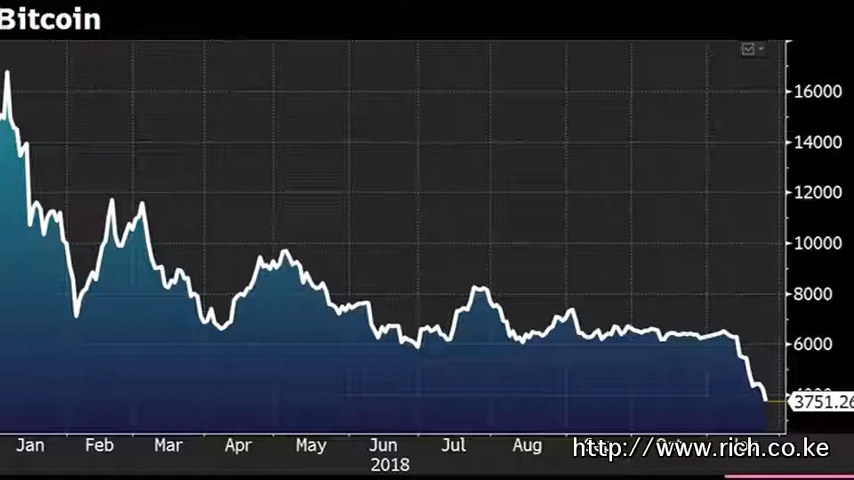 Bitcoin
16000
14000
12000
10000
8000
6000
3751.26
Jan Feb Mar Apr May Jun Jul Aug
http://www.rich.co.ke
2018